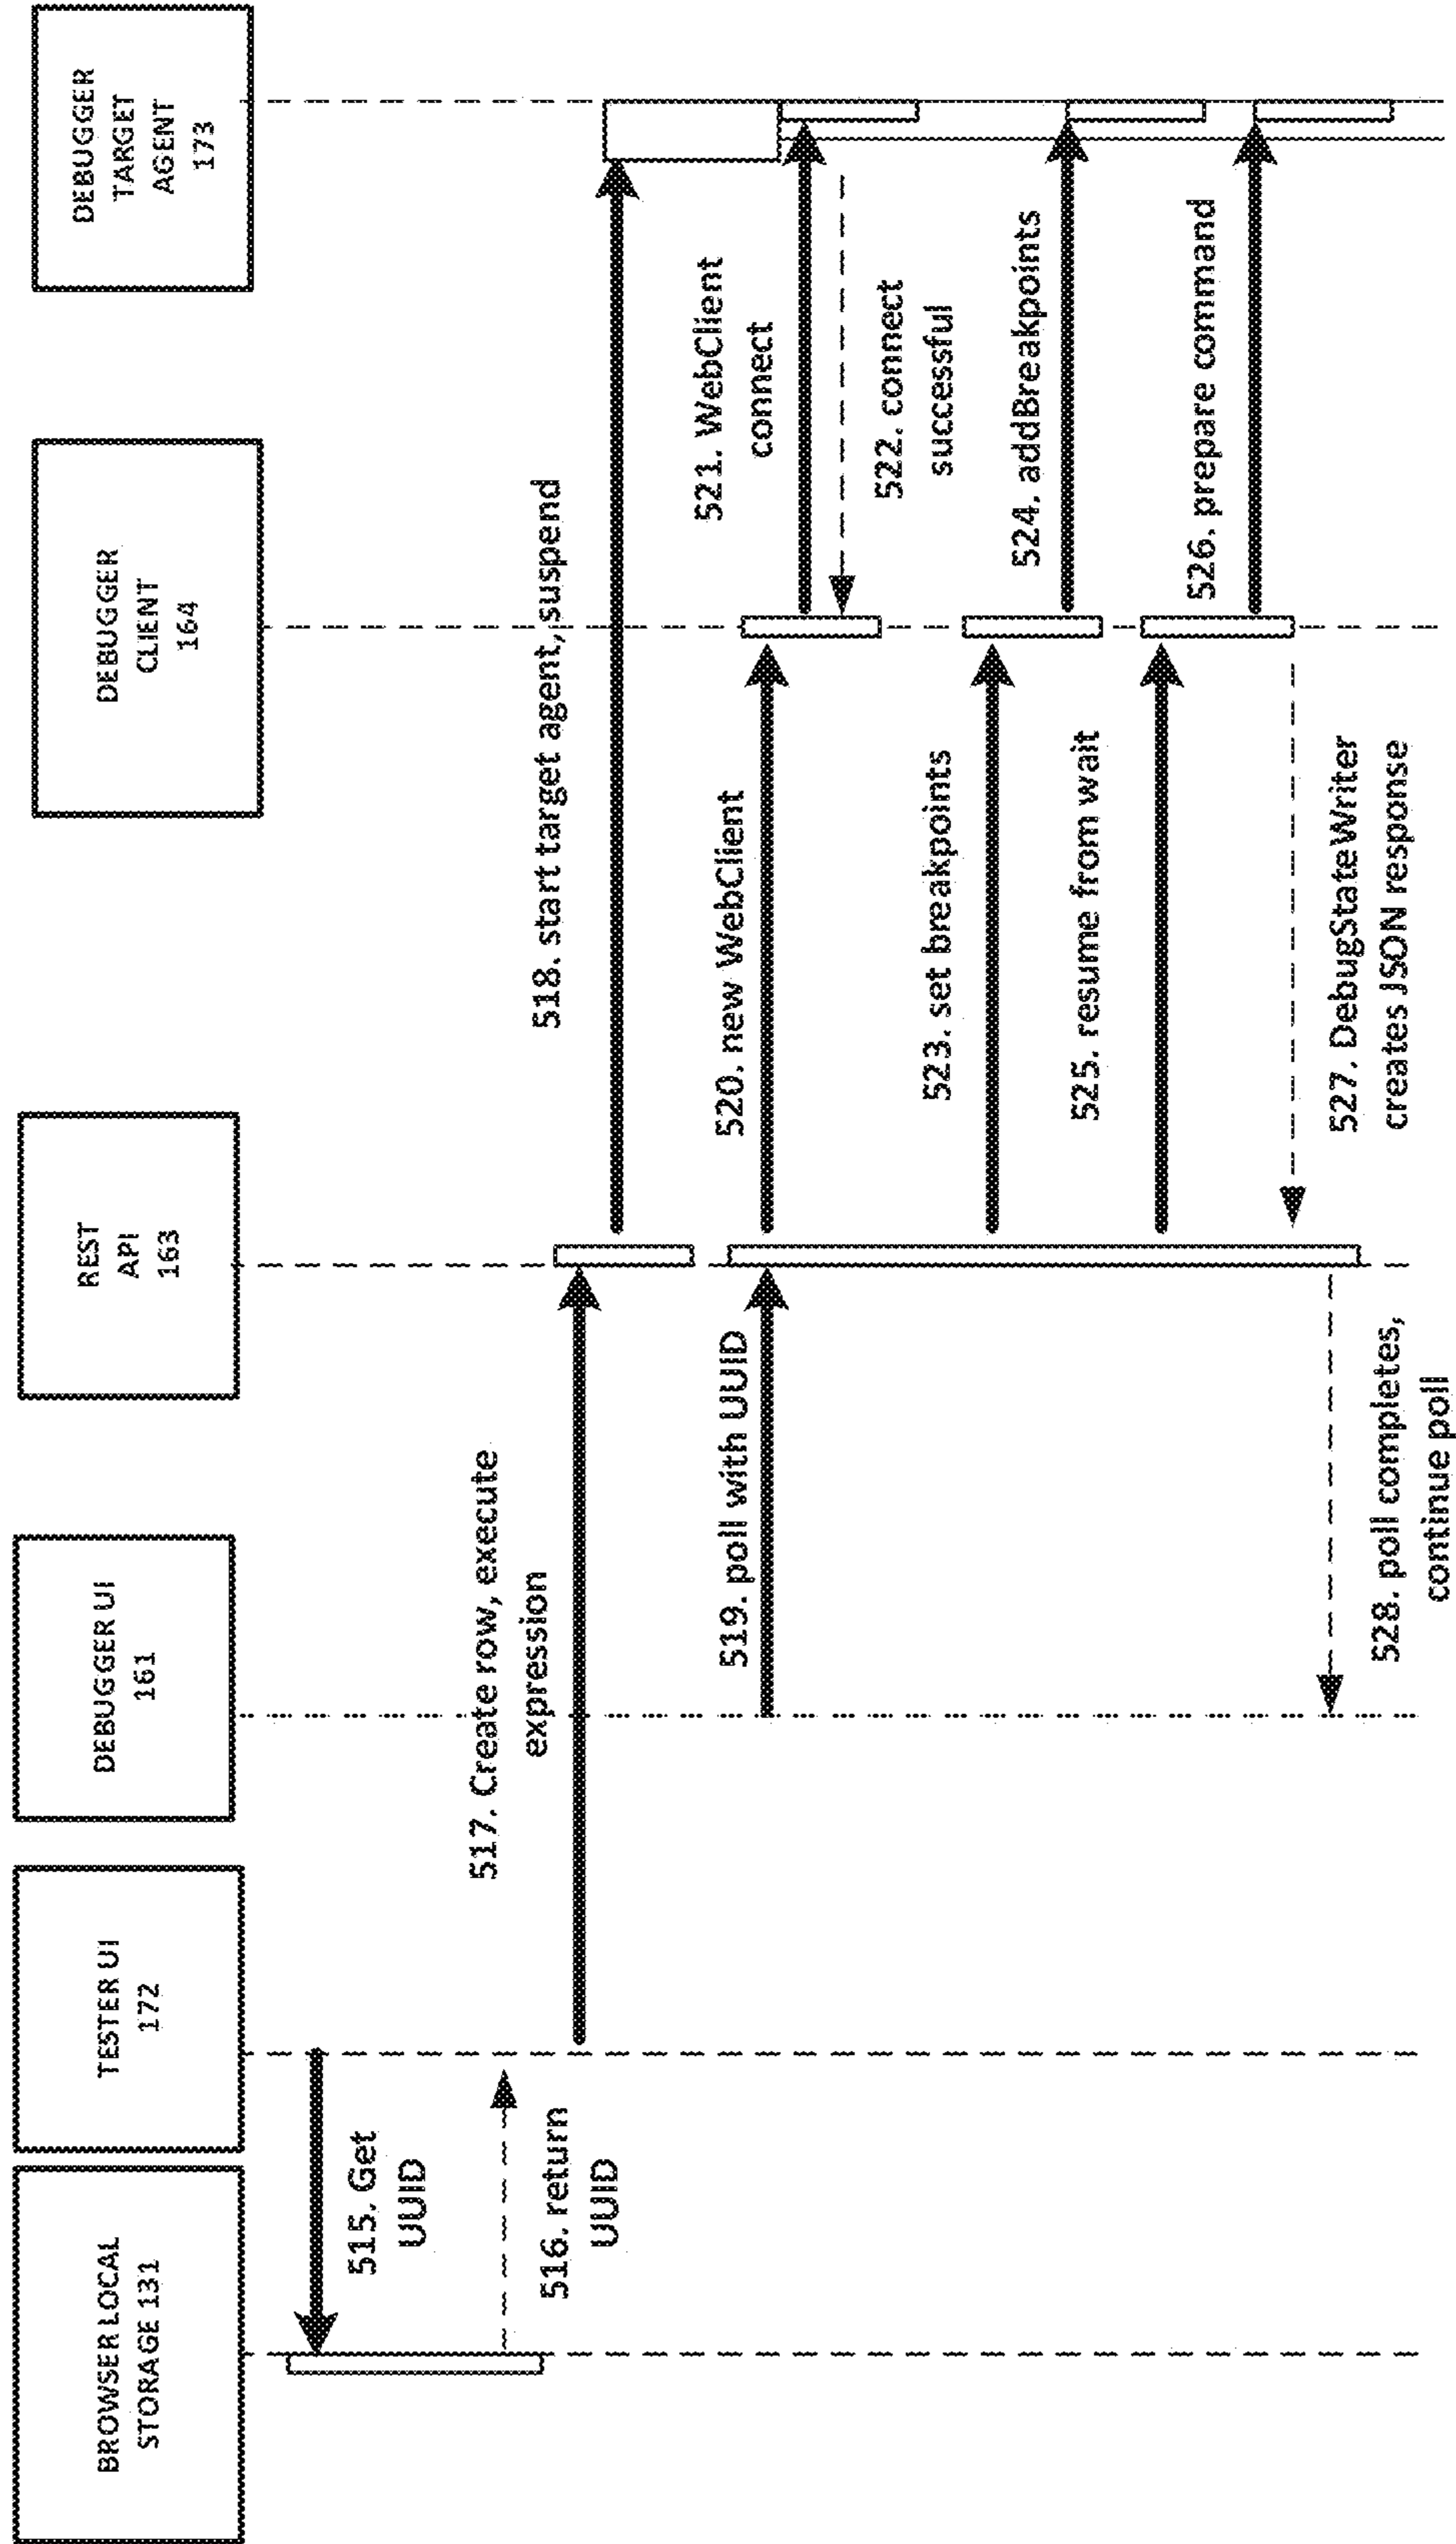 BROWSER LOCAL
STORAGE 131
TESTER UI
172
DEBUGGER UI
161
REST
API
163
DEBUGGER
CLIENT
164
DEBUGGER
TARGET
AGENT
173
515. Get
UUID
516. return
UUID
517. Create row, execute
expression
518. start target agent, suspend
519. poll with UUID
520. new WebClient
521. WebClient
connect
522. connect
successful
523. set breakpoints
524. addBreakpoints
525. resume from wait
526. prepare command
527. DebugStateWriter
creates JSON response
528. poll completes,
continue poll